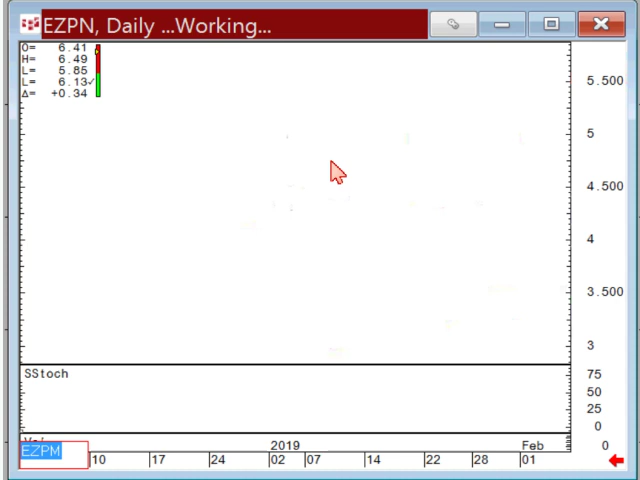 EZPN, Daily ...Working...
O= 6.41
H= 6.49
L= 5.85
L= 6.13✓
Δ= +0.34
5.500
5
4.500
4
3.500
3
SStoch
75
50
25
0
2019
Feb
0
EZPM
10 17 24 02 07 14 22 28 01